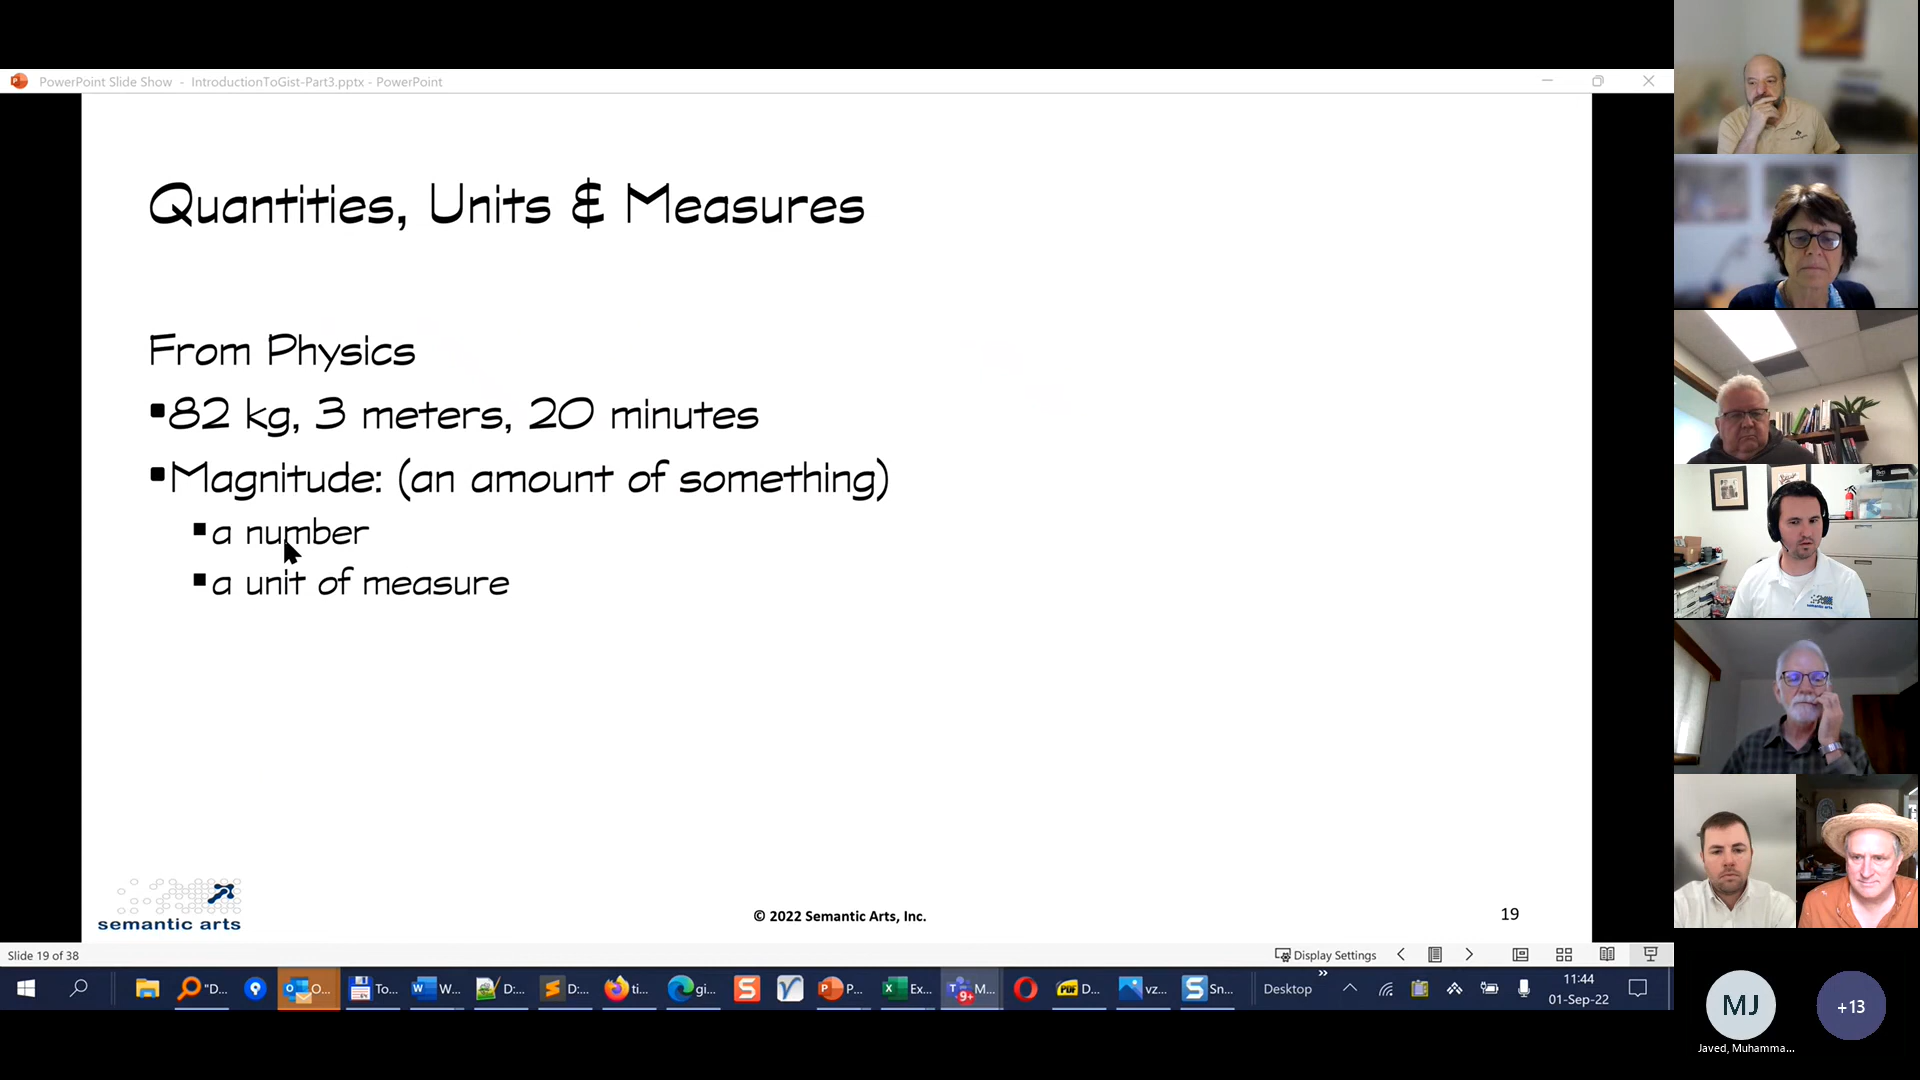 PowerPoint Slide Show - IntroductionToGist-Part3.pptx - PowerPoint
Quantities, Units & Measures
From Physics
▪82 kg, 3 meters, 20 minutes
▪Magnitude: (an amount of something)
▪a number
▪a unit of measure
semantic arts
© 2022 Semantic Arts, Inc.
19
Slide 19 of 38
Display Settings
"D...
O...
To...
W...
D:...
D:...
ti...
gi...
P...
Ex...
9+
M...
D...
vz...
Sn...
Desktop
11:44
01-Sep-22
MJ
+13
Javed, Muhamma...